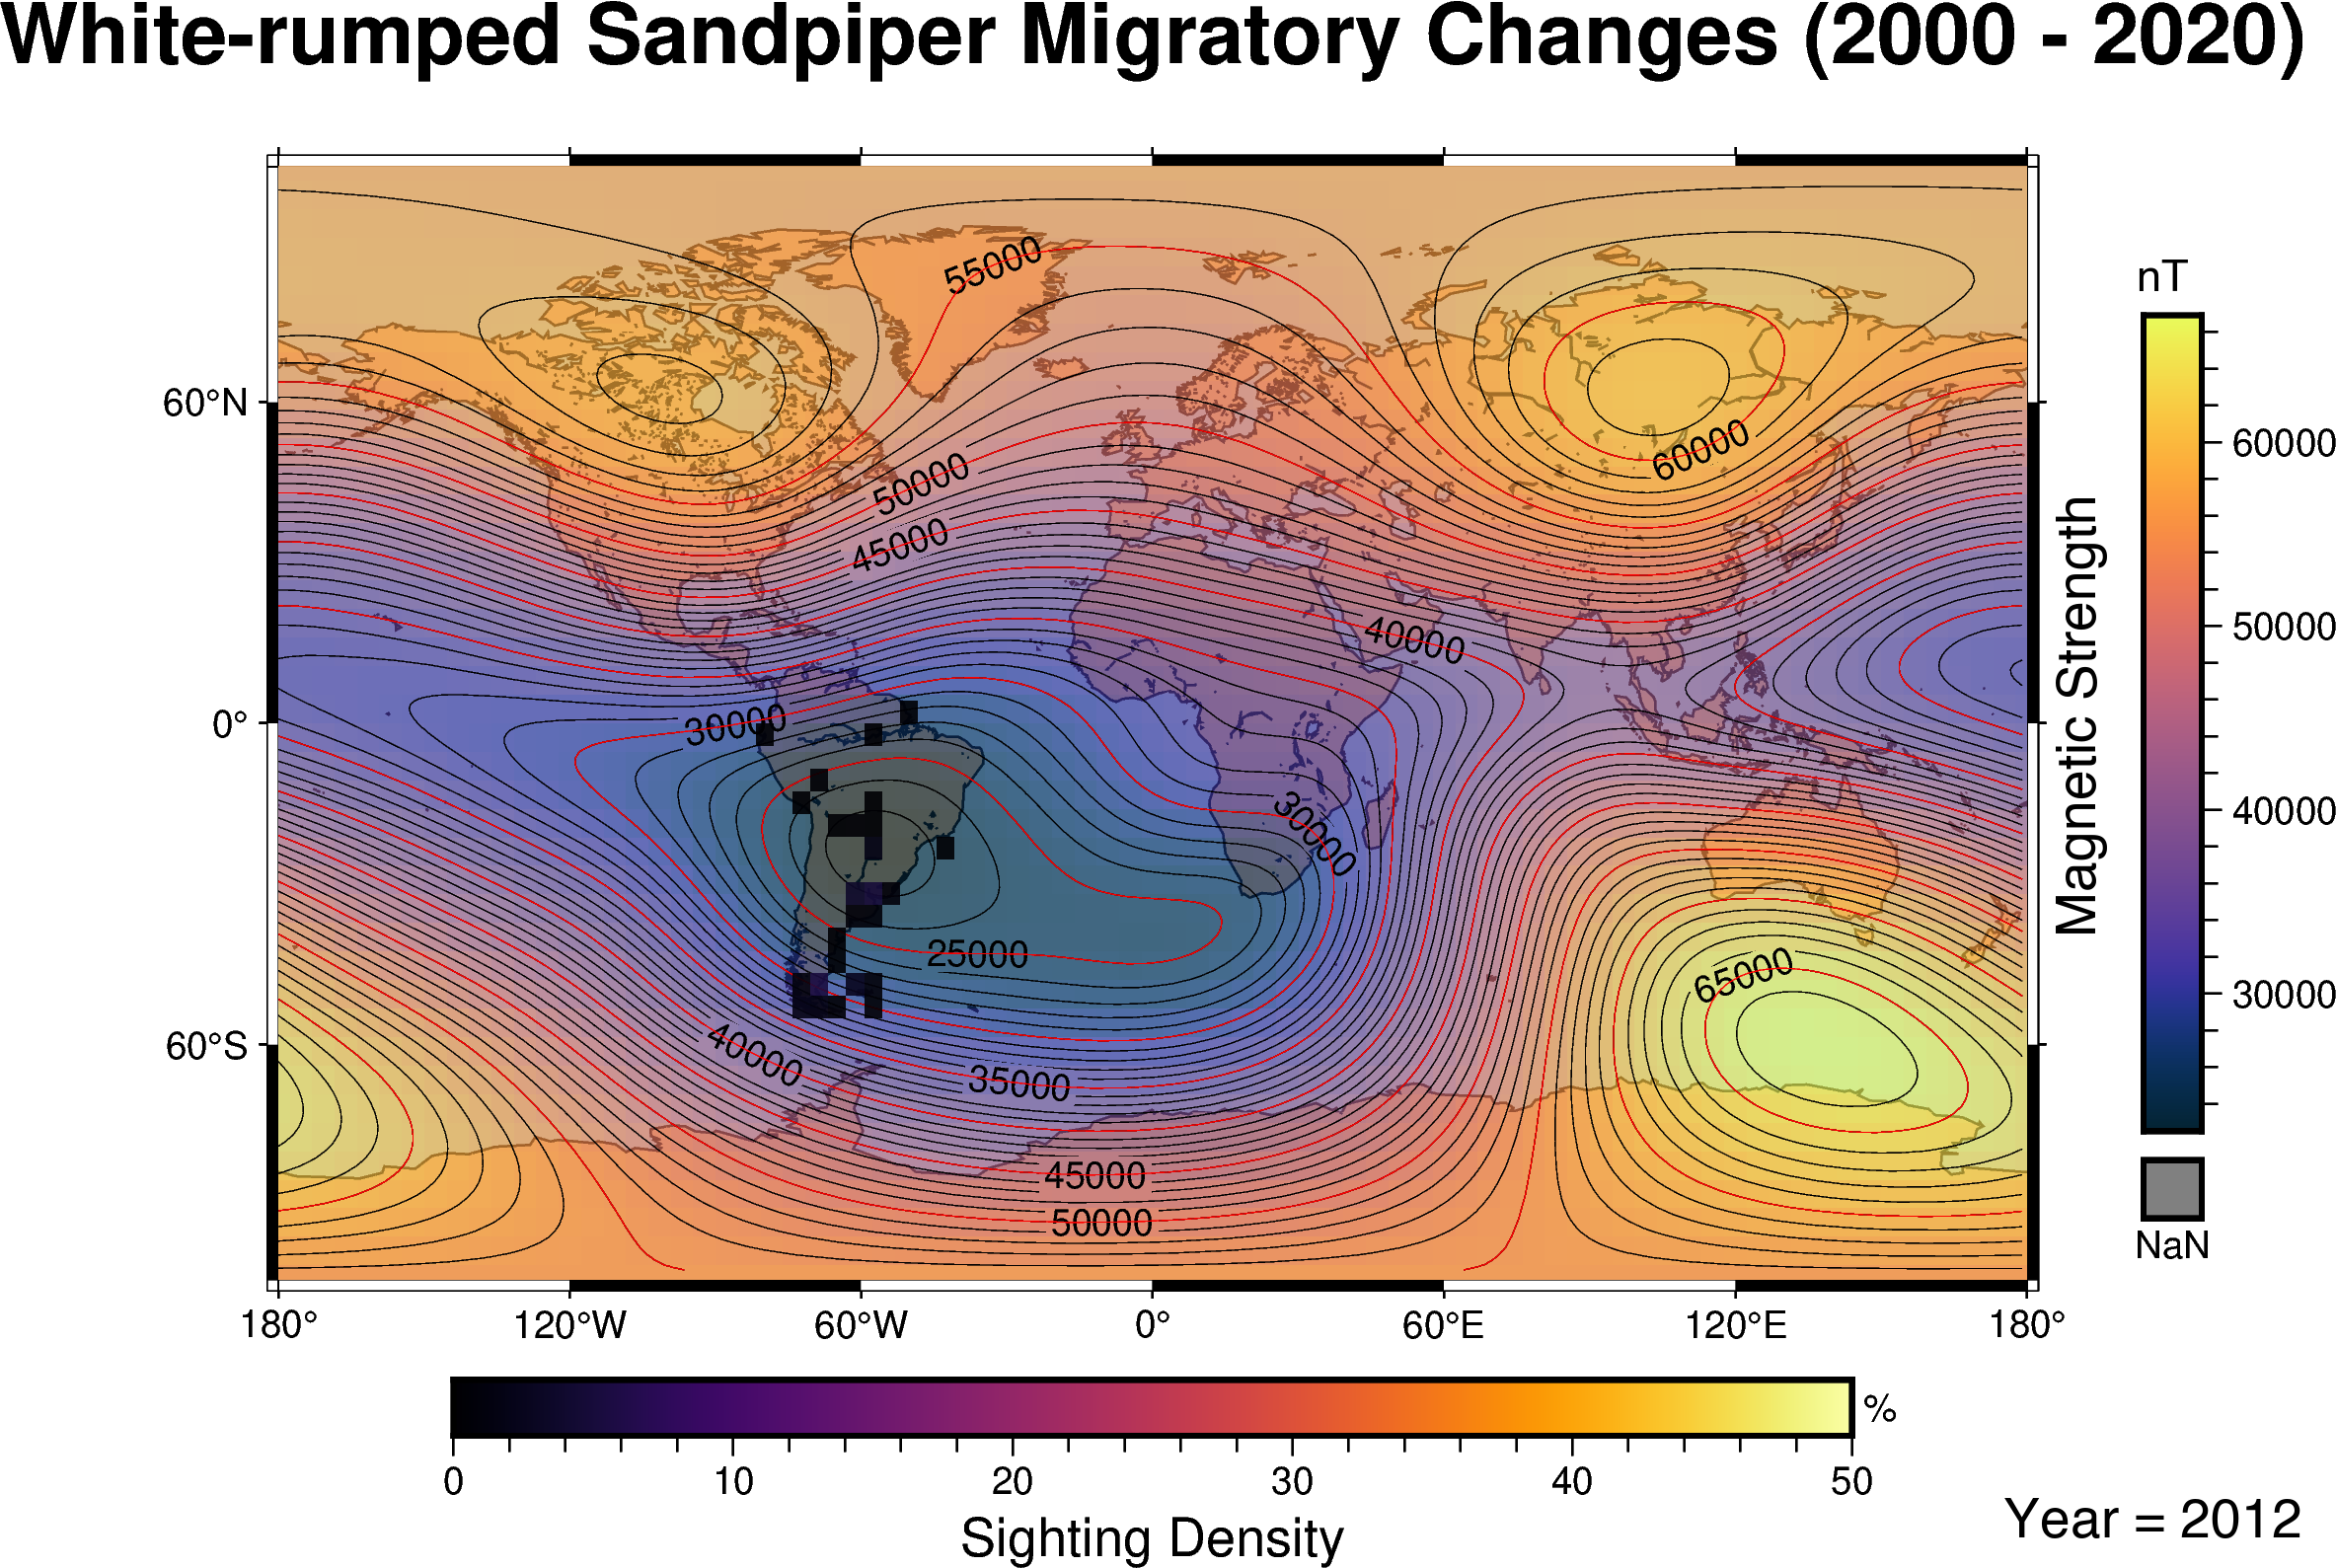 White-rumped Sandpiper Migratory Changes (2000 - 2020)
nT
55000
60°N
60000
60000
50000
45000
50000
Magnetic Strength
40000
0°
30000
40000
30000
25000
65000
30000
60°S
40000
35000
45000
50000
NaN
180°
120°W
60°W
0°
60°E
120°E
180°
%
0
10
20
30
40
50
Sighting Density
Year = 2012